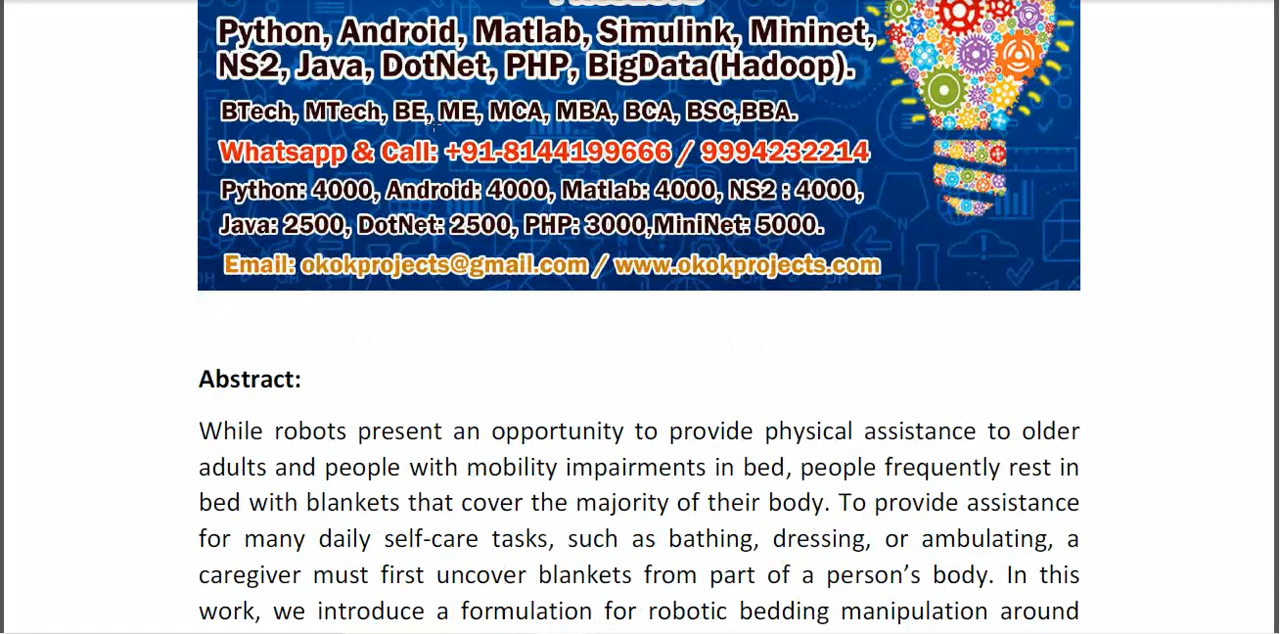 Python, Android, Matlab, Simulink, Mininet,
NS2, Java, DotNet, PHP, BigData(Hadoop).
BTech, MTech, BE, ME, MCA, MBA, BCA, BSC,BBA.
Whatsapp & Call: +91-8144199666 / 9994232214
Python: 4000, Android: 4000, Matlab: 4000, NS2 : 4000,
Java: 2500, DotNet: 2500, PHP: 3000,MiniNet: 5000.
Email: okokprojects@gmail.com / www.okokprojects.com
Abstract:
While robots present an opportunity to provide physical assistance to older
adults and people with mobility impairments in bed, people frequently rest in
bed with blankets that cover the majority of their body. To provide assistance
for many daily self-care tasks, such as bathing, dressing, or ambulating, a
caregiver must first uncover blankets from part of a person’s body. In this
work, we introduce a formulation for robotic bedding manipulation around